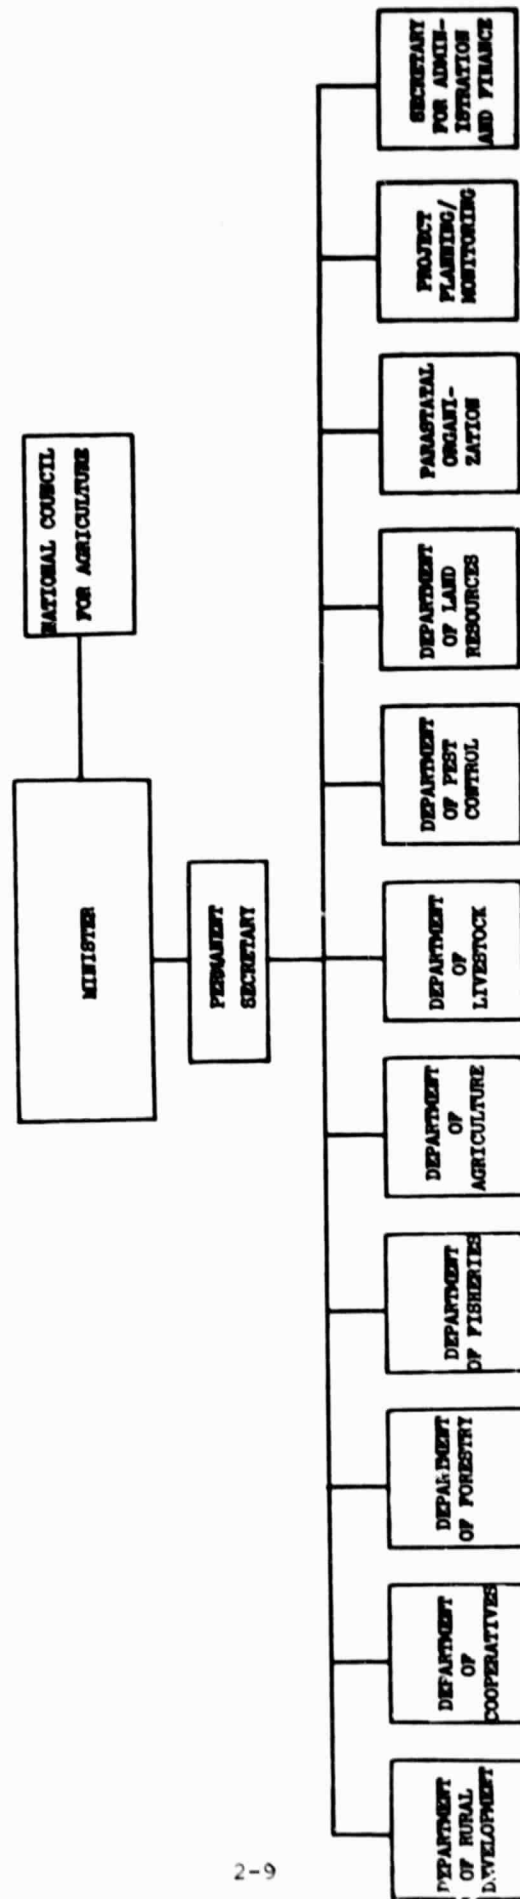 NATIONAL COUNCIL
FOR AGRICULTURE
MINISTER
PERMANENT
SECRETARY
DEPARTMENT
OF RURAL
DEVELOPMENT
DEPARTMENT
OF
COOPERATIVES
DEPARTMENT
OF FORESTRY
DEPARTMENT
OF FISHERIES
DEPARTMENT
OF
AGRICULTURE
DEPARTMENT
OF
LIVESTOCK
DEPARTMENT
OF PEST
CONTROL
DEPARTMENT
OF LAND
RESOURCES
PARASTATAL
ORGANI-
ZATION
PROJECT
PLANNING/
MONITORING
SECRETARY
FOR ADMIN-
ISTRATION
AND FINANCE
2-9